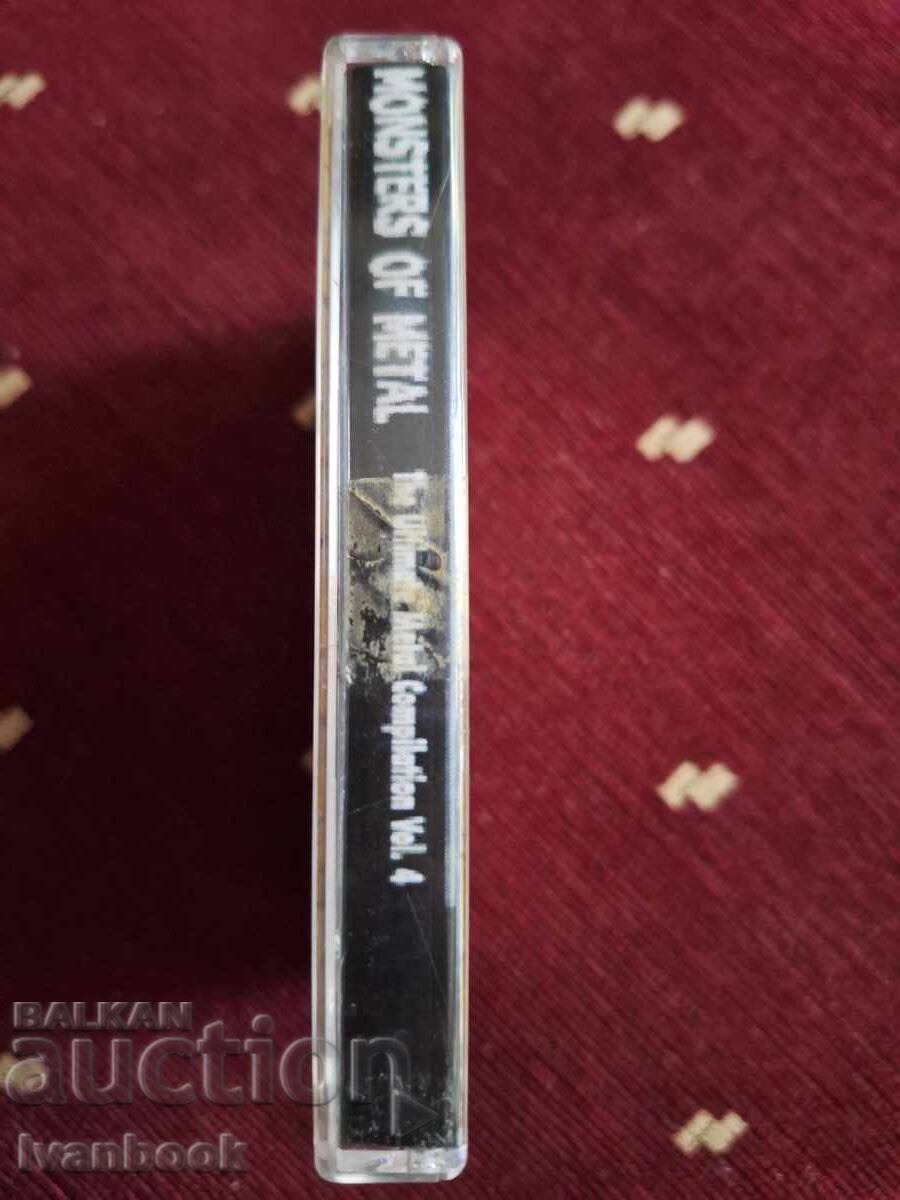 MONSTERS OF METAL
The Ultimate Metal Compilation Vol. 4
BALKAN
auction
Ivanbook